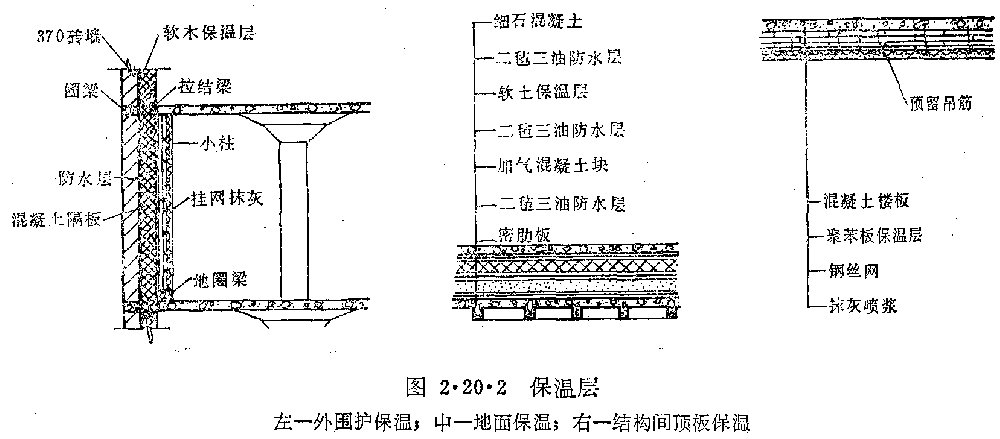 370砖墙
软木保温层
圈梁
拉结梁
小柱
防水层
挂网抹灰
混凝土隔板
地圈梁
细石混凝土
二毡三油防水层
软土保温层
二毡三油防水层
加气混凝土块
二毡三油防水层
密肋板
预留吊筋
混凝土楼板
聚苯板保温层
钢丝网
抹灰喷浆
图 2·20·2 保温层
左—外围护保温；中—地面保温；右—结构间顶板保温